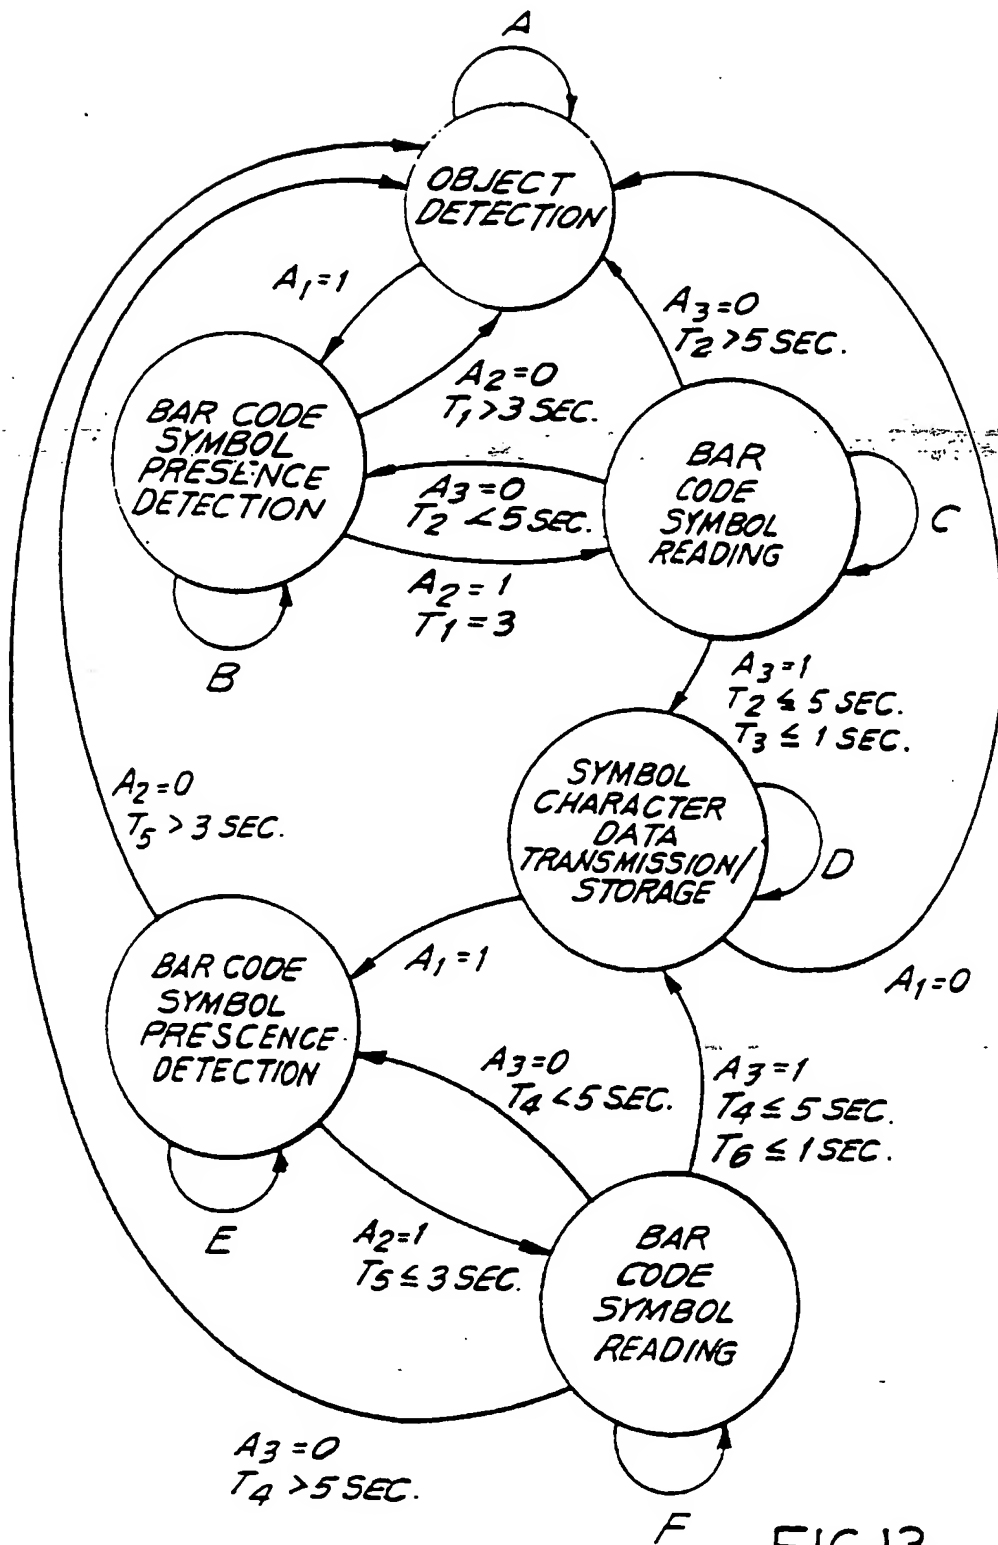 A
OBJECT
DETECTION
A1=1
A3=0
T2>5 SEC.
A2=0
T1>3 SEC.
BAR CODE
SYMBOL
PRESENCE
DETECTION
BAR
CODE
SYMBOL
READING
C
A3=0
T2<5 SEC.
A2=1
T1=3
B
A3=1
T2≤5 SEC.
T3≤1 SEC.
A2=0
T5>3 SEC.
SYMBOL
CHARACTER
DATA
TRANSMISSION/
STORAGE
D
A1=1
A1=0
BAR CODE
SYMBOL
PRESCENCE
DETECTION
A3=0
T4<5 SEC.
A3=1
T4≤5 SEC.
T6≤1 SEC.
E
A2=1
T5≤3 SEC.
BAR
CODE
SYMBOL
READING
A3=0
T4>5 SEC.
F
FIG.13